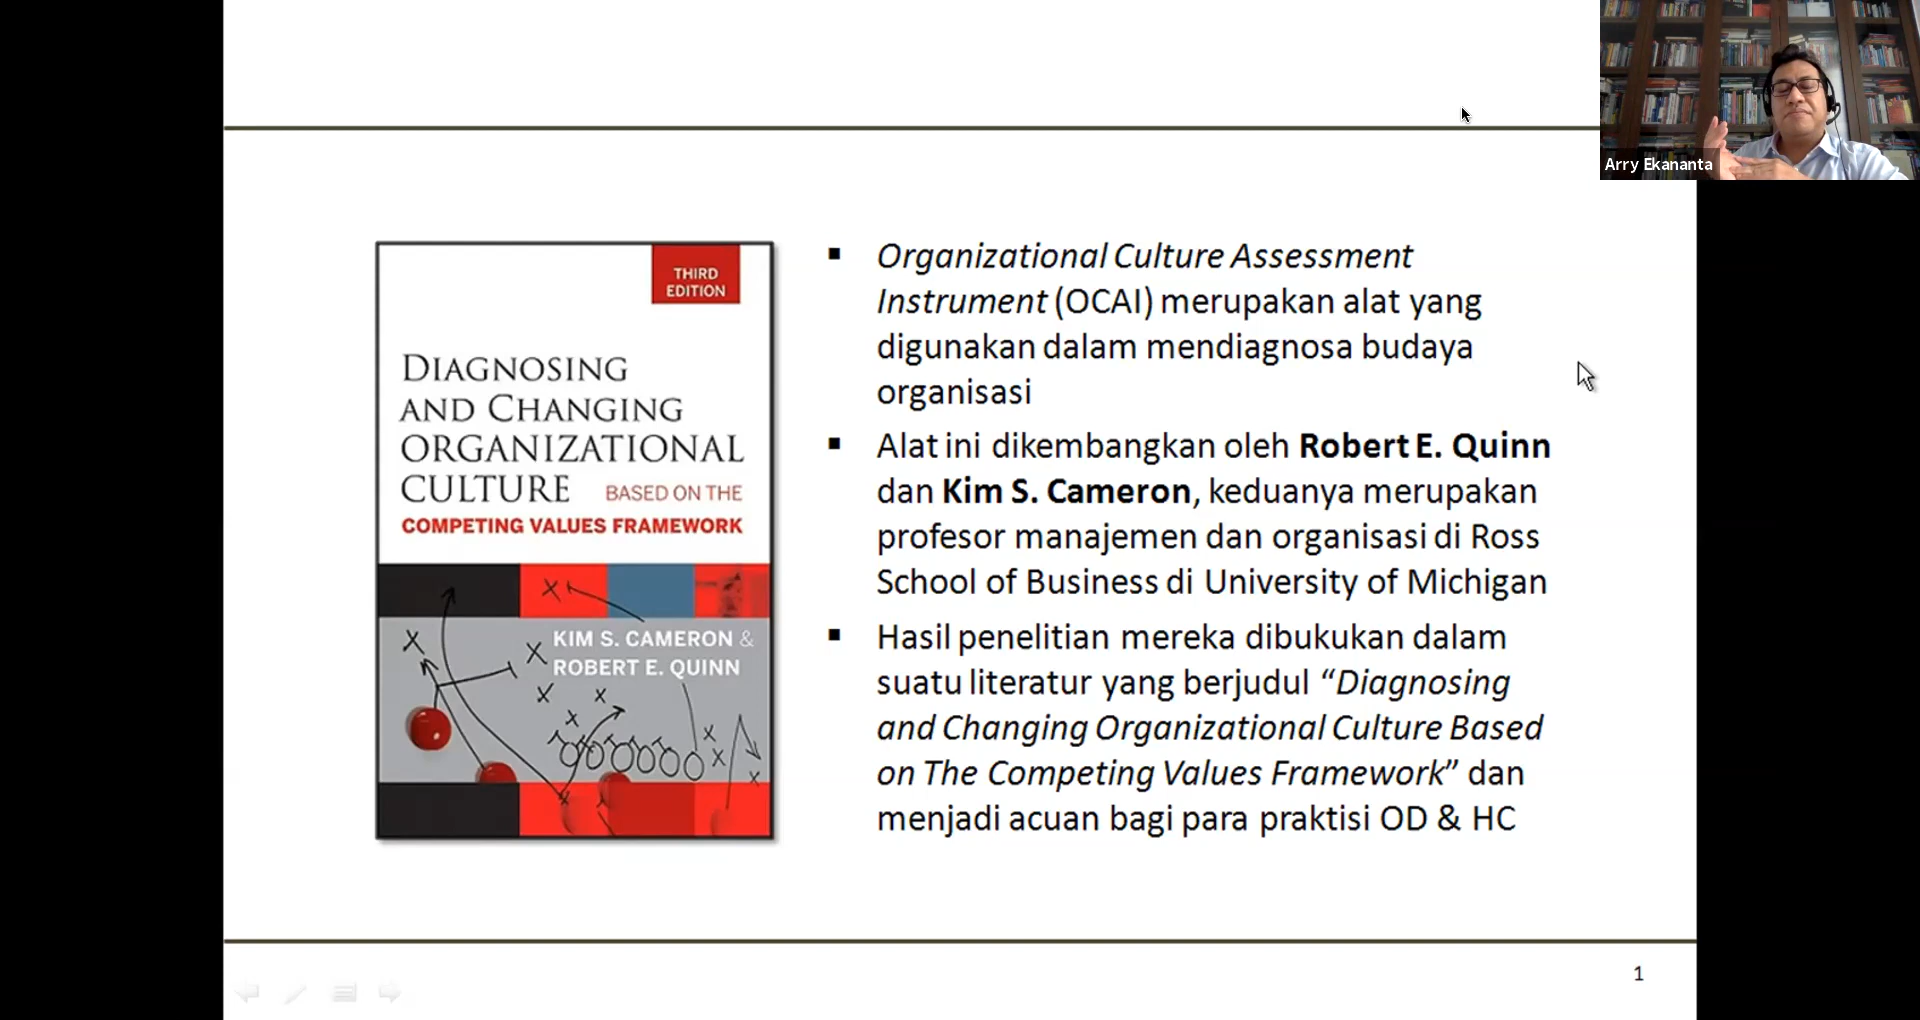 Arry Ekananta
THIRD
EDITION
DIAGNOSING
AND CHANGING
ORGANIZATIONAL
CULTURE BASED ON THE
COMPETING VALUES FRAMEWORK
KIM S. CAMERON &
ROBERT E. QUINN
▪ Organizational Culture Assessment
Instrument (OCAI) merupakan alat yang
digunakan dalam mendiagnosa budaya
organisasi
▪ Alat ini dikembangkan oleh Robert E. Quinn
dan Kim S. Cameron, keduanya merupakan
profesor manajemen dan organisasi di Ross
School of Business di University of Michigan
▪ Hasil penelitian mereka dibukukan dalam
suatu literatur yang berjudul “Diagnosing
and Changing Organizational Culture Based
on The Competing Values Framework” dan
menjadi acuan bagi para praktisi OD & HC
1